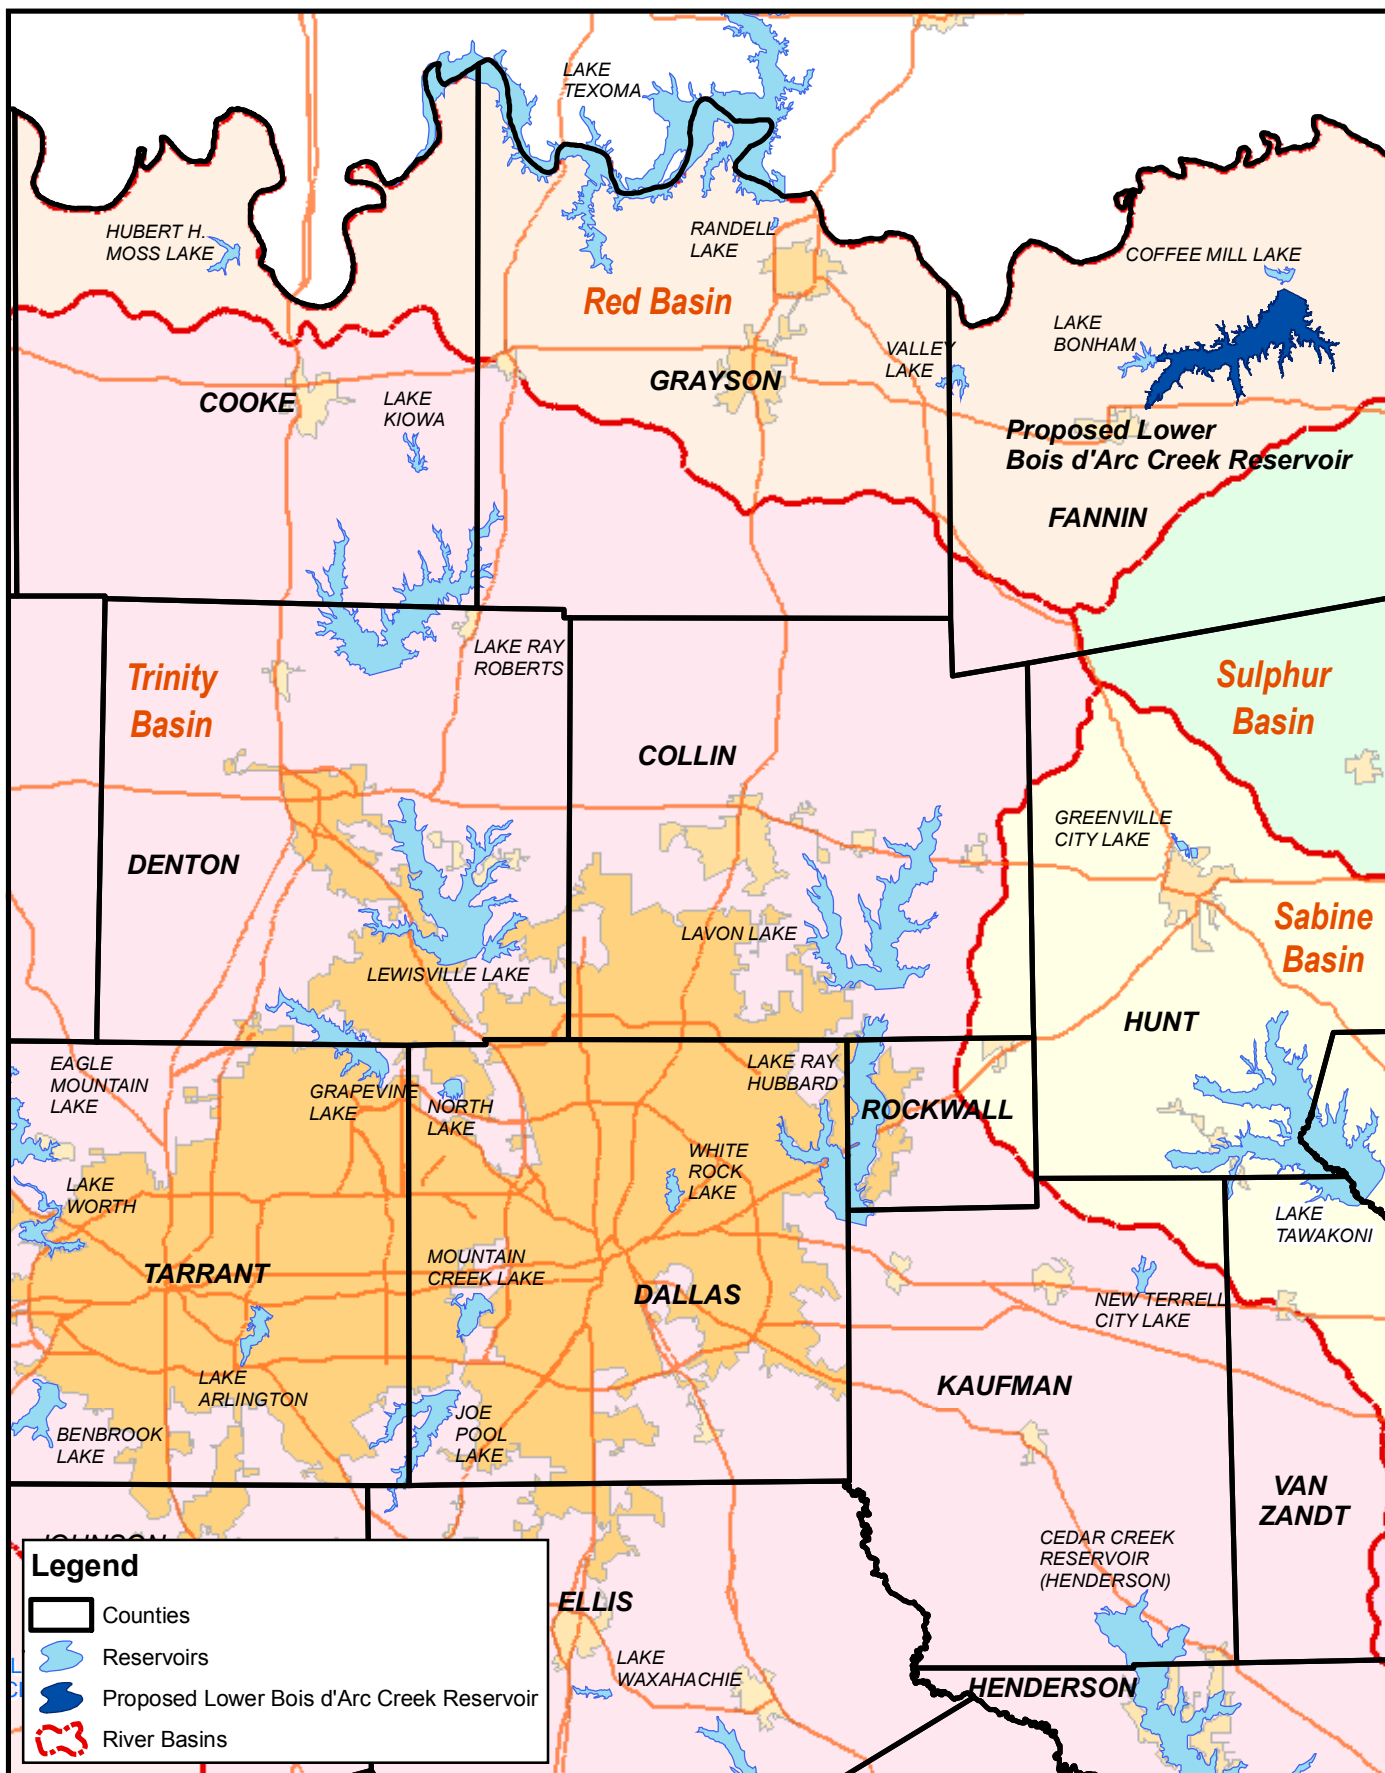 LAKE
TEXOMA
HUBERT H.
MOSS LAKE
RANDELL
LAKE
COFFEE MILL LAKE
Red Basin
LAKE
BONHAM
VALLEY
LAKE
GRAYSON
COOKE
LAKE
KIOWA
Proposed Lower
Bois d'Arc Creek Reservoir
FANNIN
LAKE RAY
ROBERTS
Trinity
Basin
Sulphur
Basin
COLLIN
GREENVILLE
CITY LAKE
DENTON
LAVON LAKE
Sabine
Basin
LEWISVILLE LAKE
HUNT
EAGLE
MOUNTAIN
LAKE
GRAPEVINE
LAKE
NORTH
LAKE
LAKE RAY
HUBBARD
ROCKWALL
WHITE
ROCK
LAKE
LAKE
WORTH
LAKE
TAWAKONI
MOUNTAIN
CREEK LAKE
TARRANT
DALLAS
NEW TERRELL
CITY LAKE
LAKE
ARLINGTON
KAUFMAN
BENBROOK
LAKE
JOE
POOL
LAKE
VAN
ZANDT
JOHNSON
CEDAR CREEK
RESERVOIR
(HENDERSON)
ELLIS
LAKE
WAXAHACHIE
HENDERSON
Legend
Counties
Reservoirs
Proposed Lower Bois d'Arc Creek Reservoir
River Basins